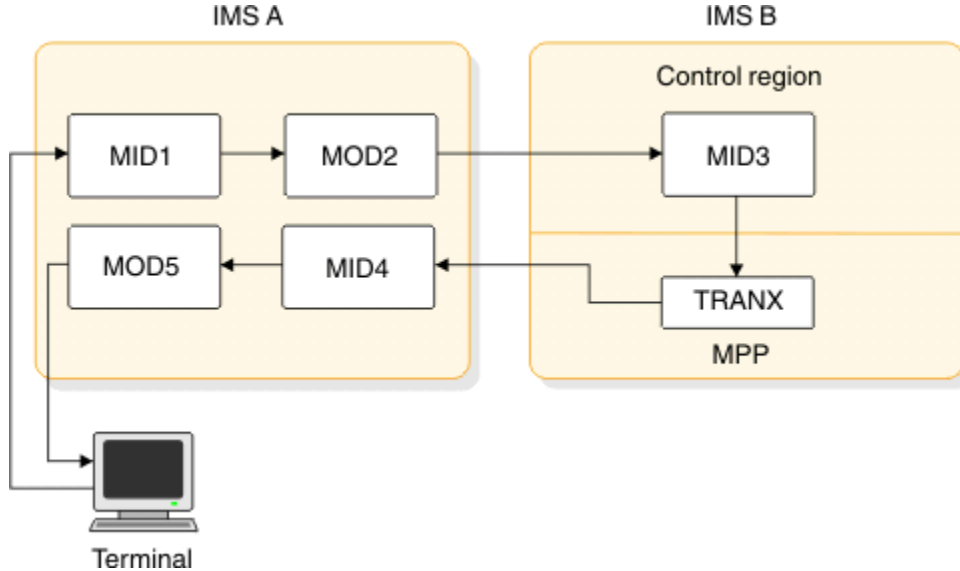 IMS A
IMS B
Control region
MID1
MOD2
MID3
MOD5
MID4
TRANX
MPP
Terminal